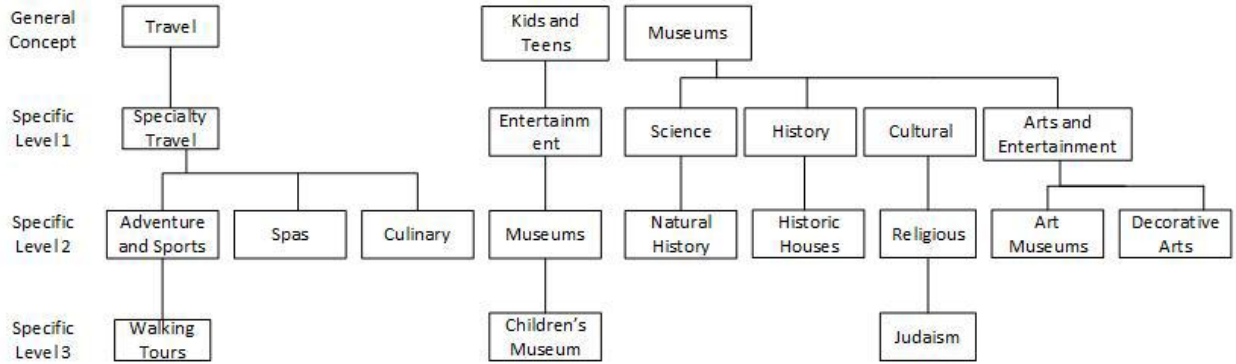 General
Concept
Travel
Kids and
Teens
Museums
Specific
Level 1
Specialty
Travel
Entertainm
ent
Science
History
Cultural
Arts and
Entertainment
Specific
Level 2
Adventure
and Sports
Spas
Culinary
Museums
Natural
History
Historic
Houses
Religious
Art
Museums
Decorative
Arts
Specific
Level 3
Walking
Tours
Children's
Museum
Judaism